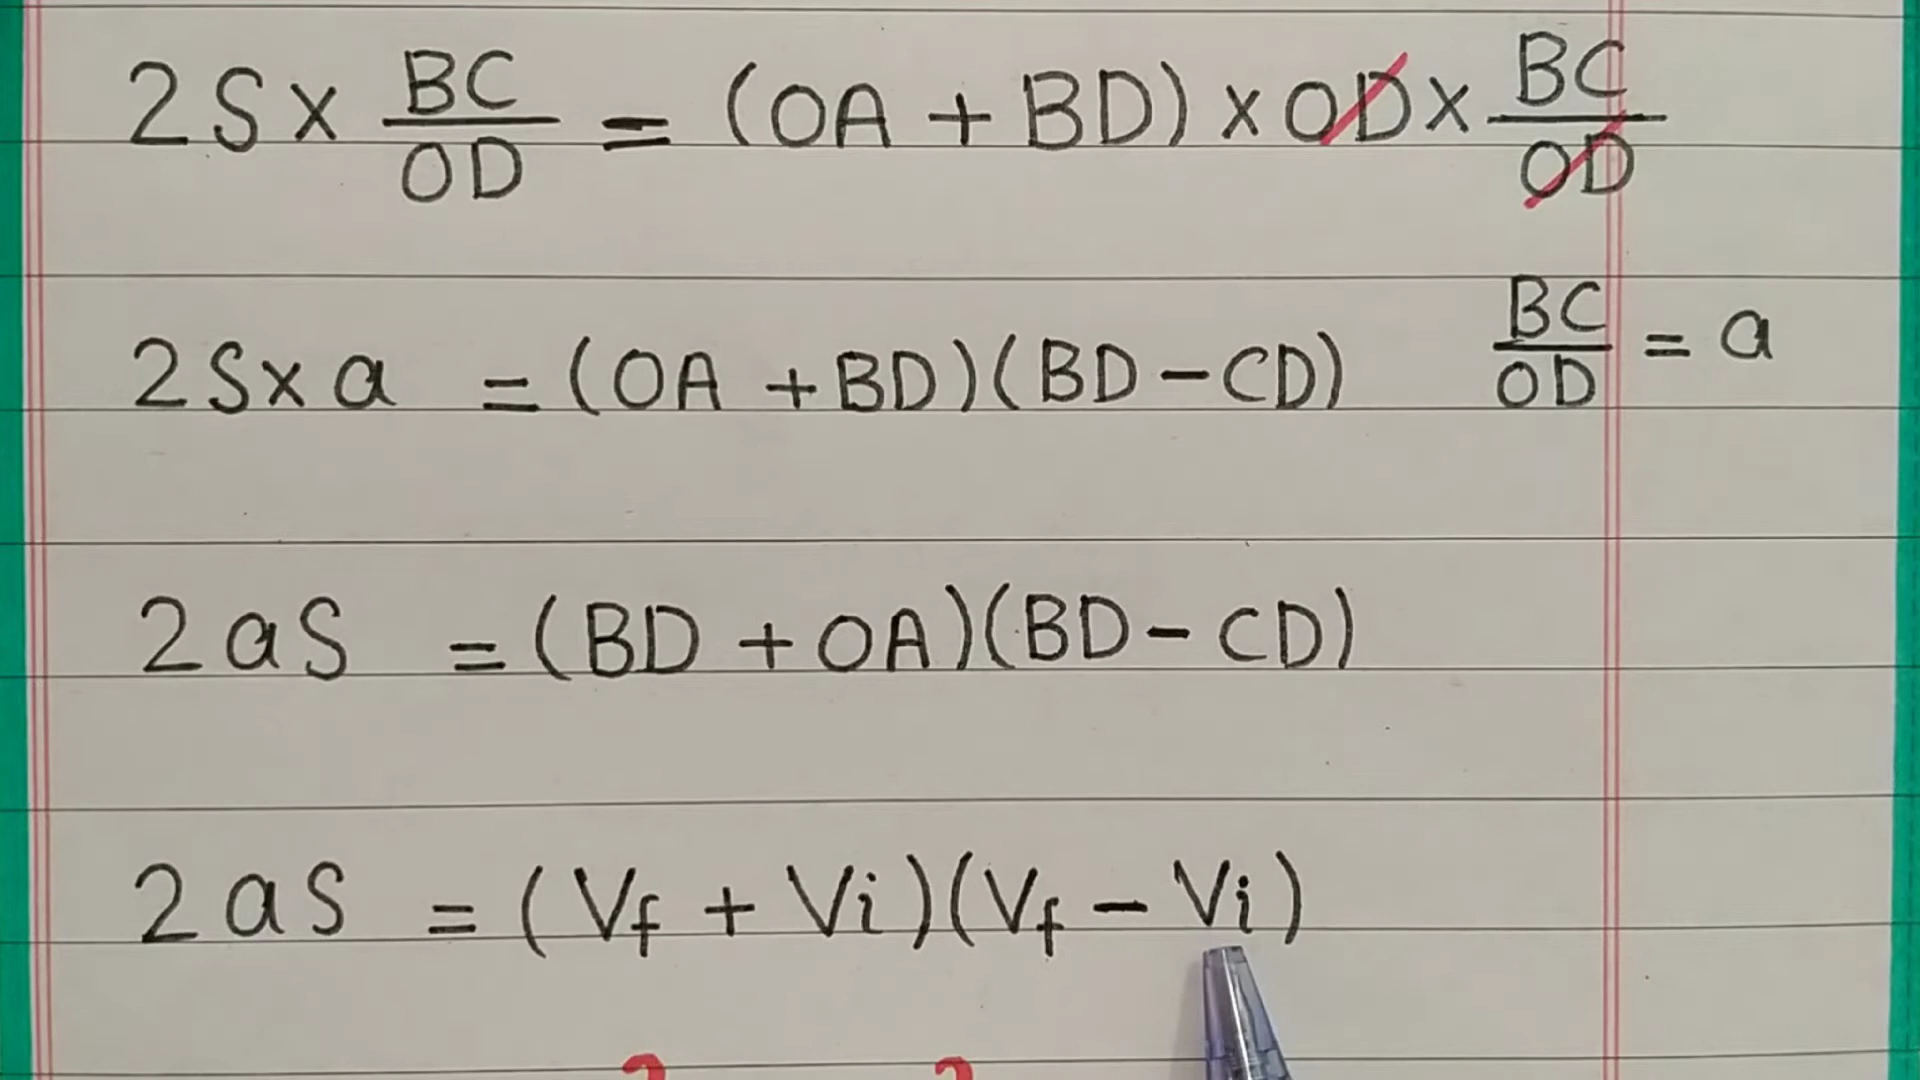 2S × BC/OD = (OA + BD) × OD × BC/OD
2S × a = (OA + BD)(BD - CD) BC/OD = a
2aS = (BD + OA)(BD - CD)
2aS = (Vf + Vi)(Vf - Vi)